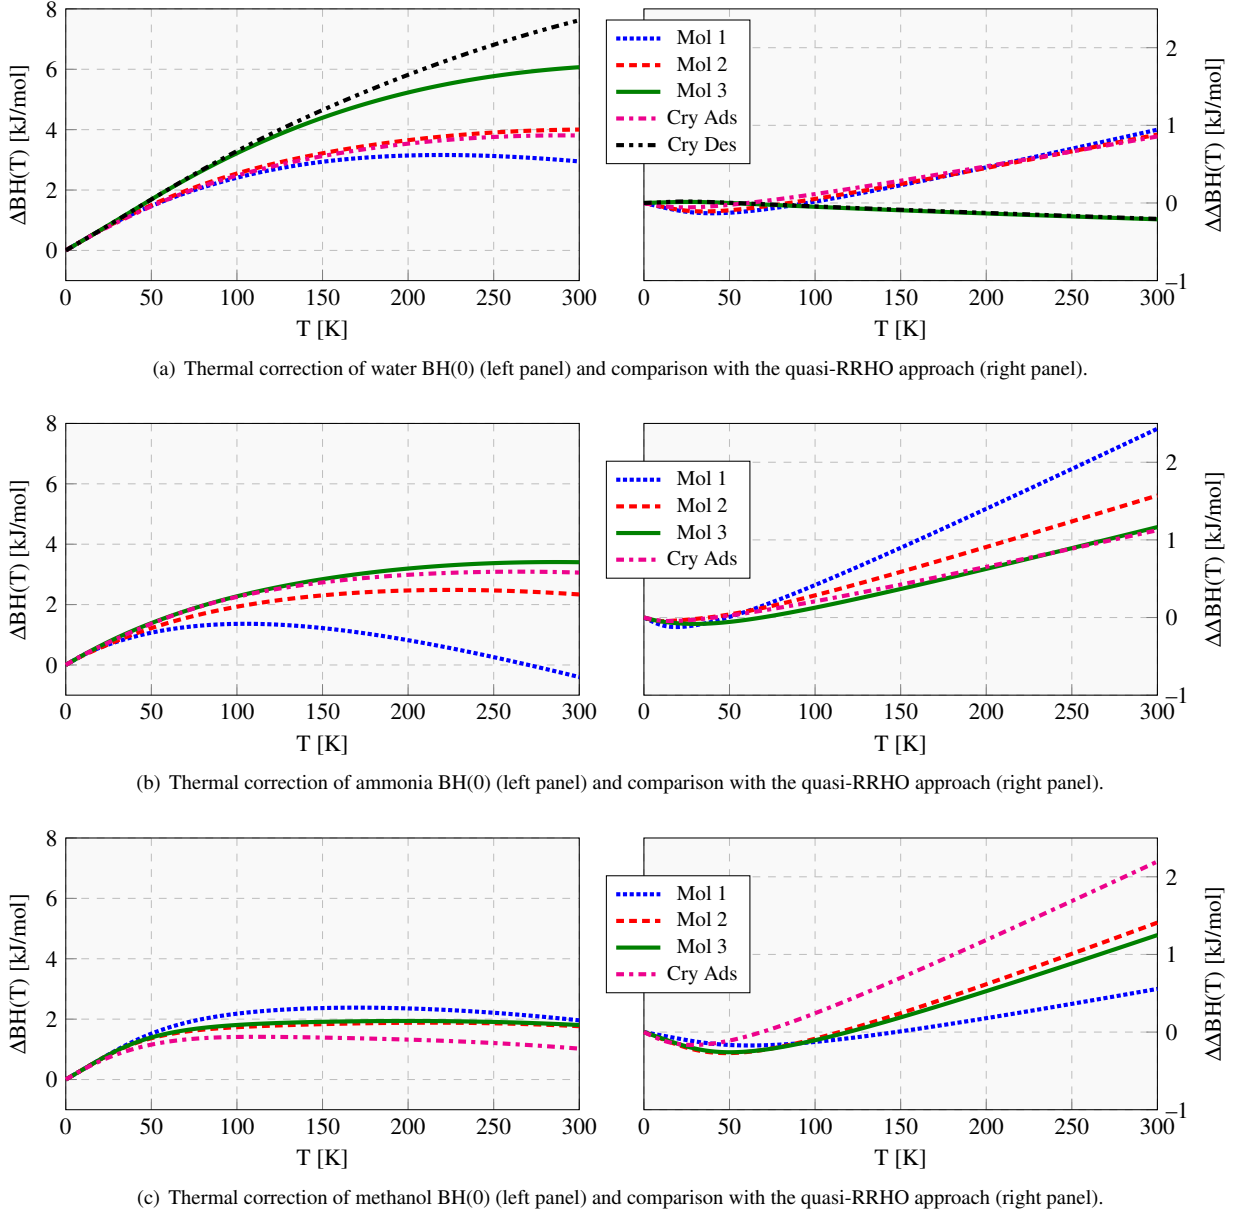 8
6
4
2
0
ΔBH(T) [kJ/mol]
0 50 100 150 200 250 300
T [K]
Mol 1
Mol 2
Mol 3
Cry Ads
Cry Des
2
1
0
−1
ΔΔBH(T) [kJ/mol]
0 50 100 150 200 250 300
T [K]
(a) Thermal correction of water BH(0) (left panel) and comparison with the quasi-RRHO approach (right panel).
8
6
4
2
0
ΔBH(T) [kJ/mol]
0 50 100 150 200 250 300
T [K]
Mol 1
Mol 2
Mol 3
Cry Ads
2
1
0
−1
ΔΔBH(T) [kJ/mol]
0 50 100 150 200 250 300
T [K]
(b) Thermal correction of ammonia BH(0) (left panel) and comparison with the quasi-RRHO approach (right panel).
8
6
4
2
0
ΔBH(T) [kJ/mol]
0 50 100 150 200 250 300
T [K]
Mol 1
Mol 2
Mol 3
Cry Ads
2
1
0
−1
ΔΔBH(T) [kJ/mol]
0 50 100 150 200 250 300
T [K]
(c) Thermal correction of methanol BH(0) (left panel) and comparison with the quasi-RRHO approach (right panel).